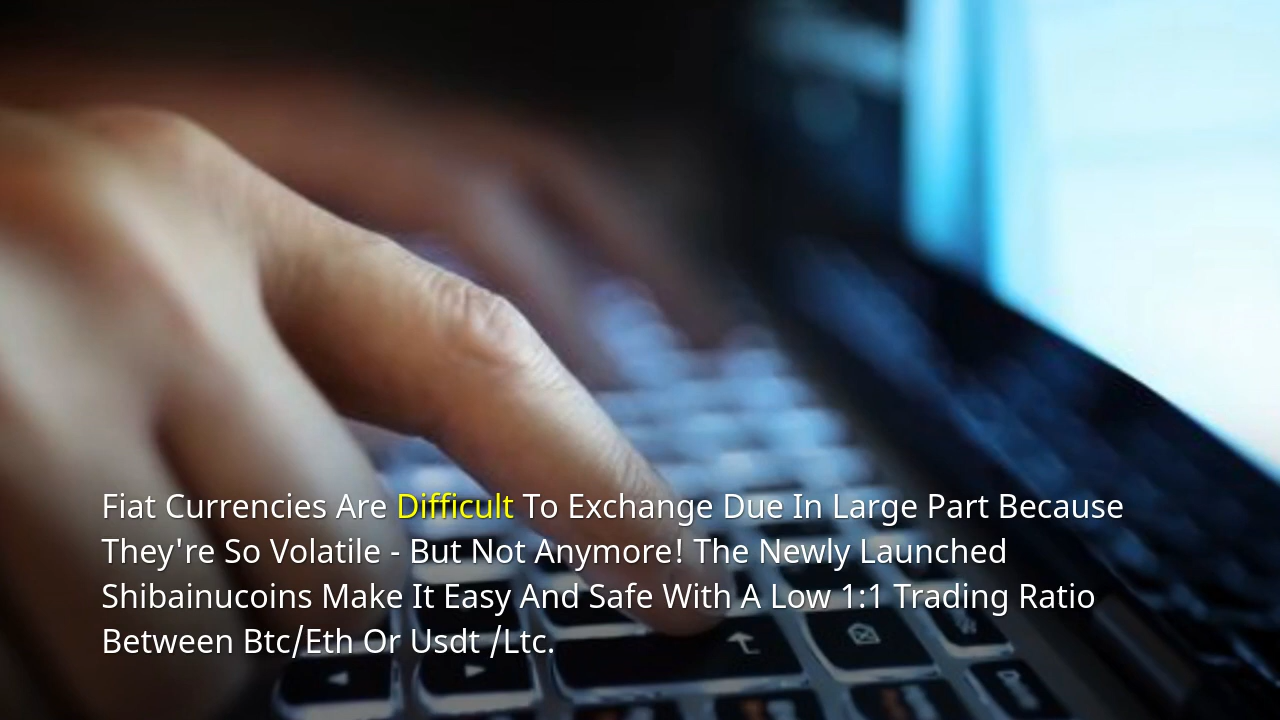 Fiat Currencies Are Difficult To Exchange Due In Large Part Because
They're So Volatile - But Not Anymore! The Newly Launched
Shibainucoins Make It Easy And Safe With A Low 1:1 Trading Ratio
Between Btc/Eth Or Usdt /Ltc.